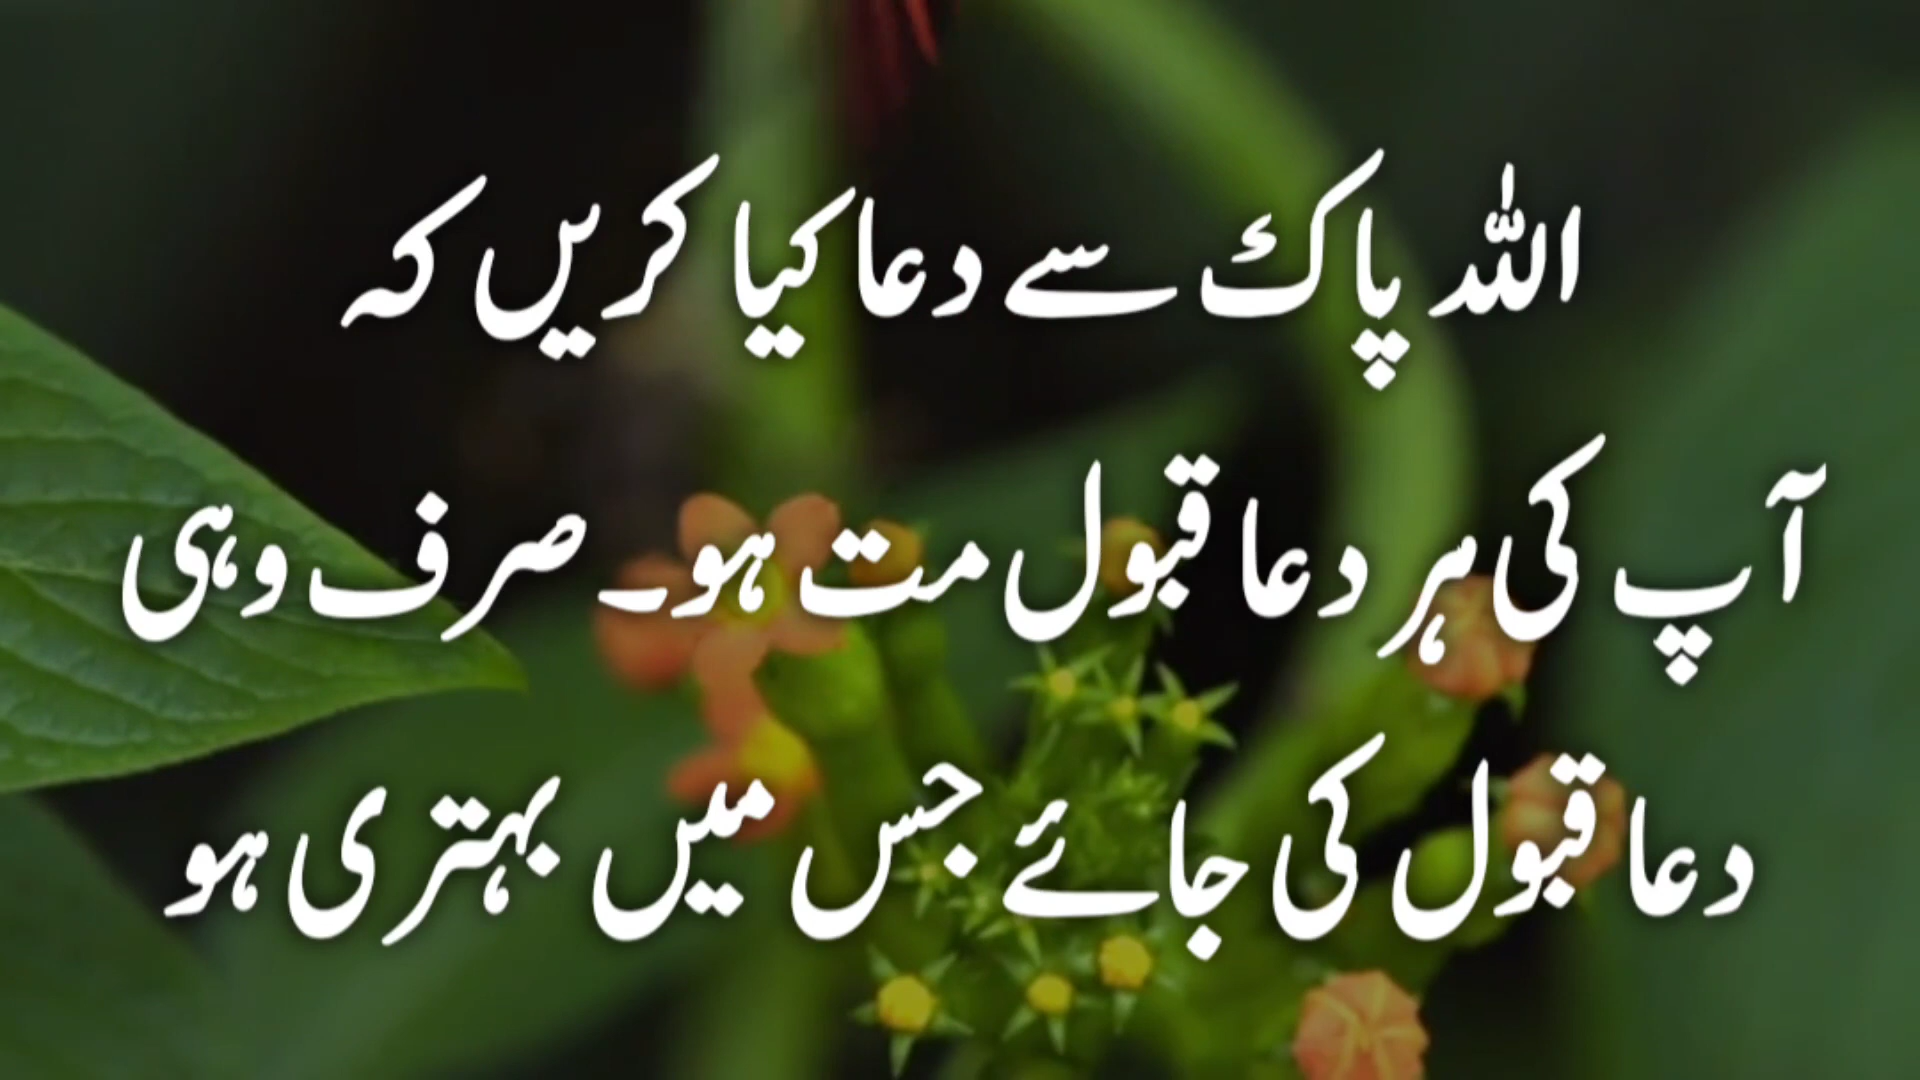 اللہ پاک سے دعا کیا کریں کہ
آپ کی ہر دعا قبول مت ہو۔ صرف وہی
دعا قبول کی جائے جس میں بہتری ہو